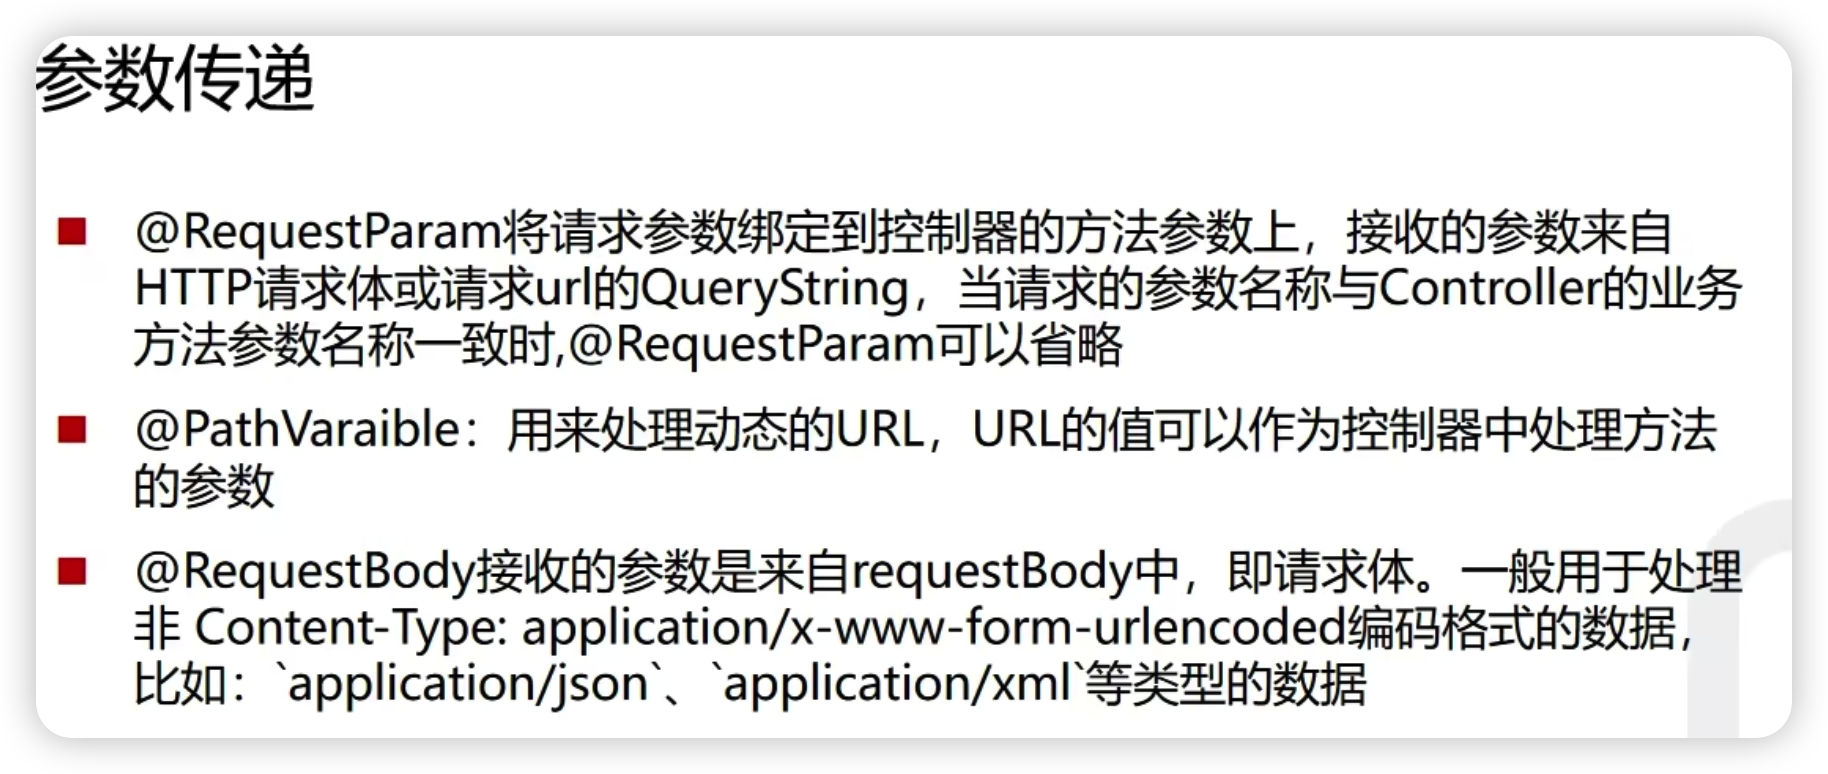 参数传递
@RequestParam将请求参数绑定到控制器的方法参数上，接收的参数来自
HTTP请求体或请求url的QueryString，当请求的参数名称与Controller的业务
方法参数名称一致时,@RequestParam可以省略
@PathVaraible：用来处理动态的URL，URL的值可以作为控制器中处理方法
的参数
@RequestBody接收的参数是来自requestBody中，即请求体。一般用于处理
非 Content-Type: application/x-www-form-urlencoded编码格式的数据，
比如：`application/json`、`application/xml`等类型的数据